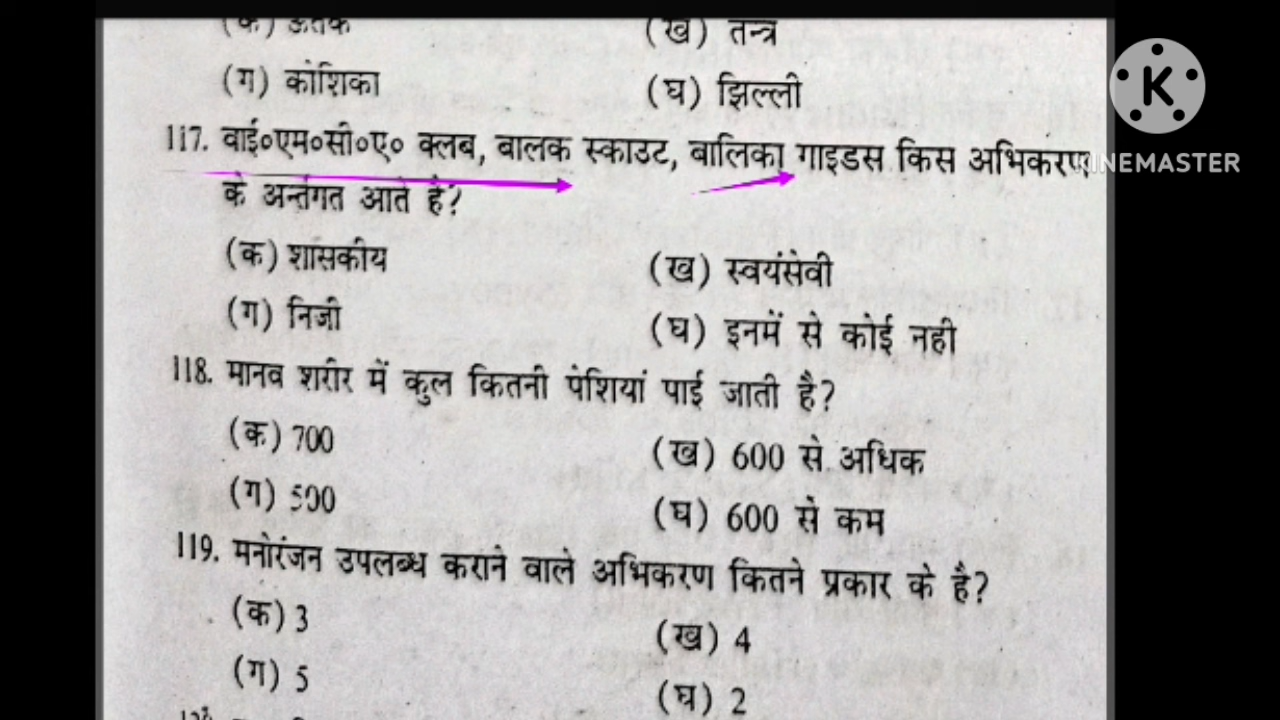 (ख) तन्त्र
(ग) कोशिका (घ) झिल्ली
117. वाई०एम०सी०ए० क्लब, बालक स्काउट, बालिका गाइडस किस अभिकरण
KINEMASTER
के अन्तंगत आते है?
(क) शासकीय (ख) स्वयंसेवी
(ग) निजी (घ) इनमें से कोई नही
118. मानव शरीर में कुल कितनी पेशियां पाई जाती है?
(क) 700 (ख) 600 से अधिक
(ग) 500 (घ) 600 से कम
119. मनोरंजन उपलब्ध कराने वाले अभिकरण कितने प्रकार के है?
(क) 3 (ख) 4
(ग) 5 (घ) 2